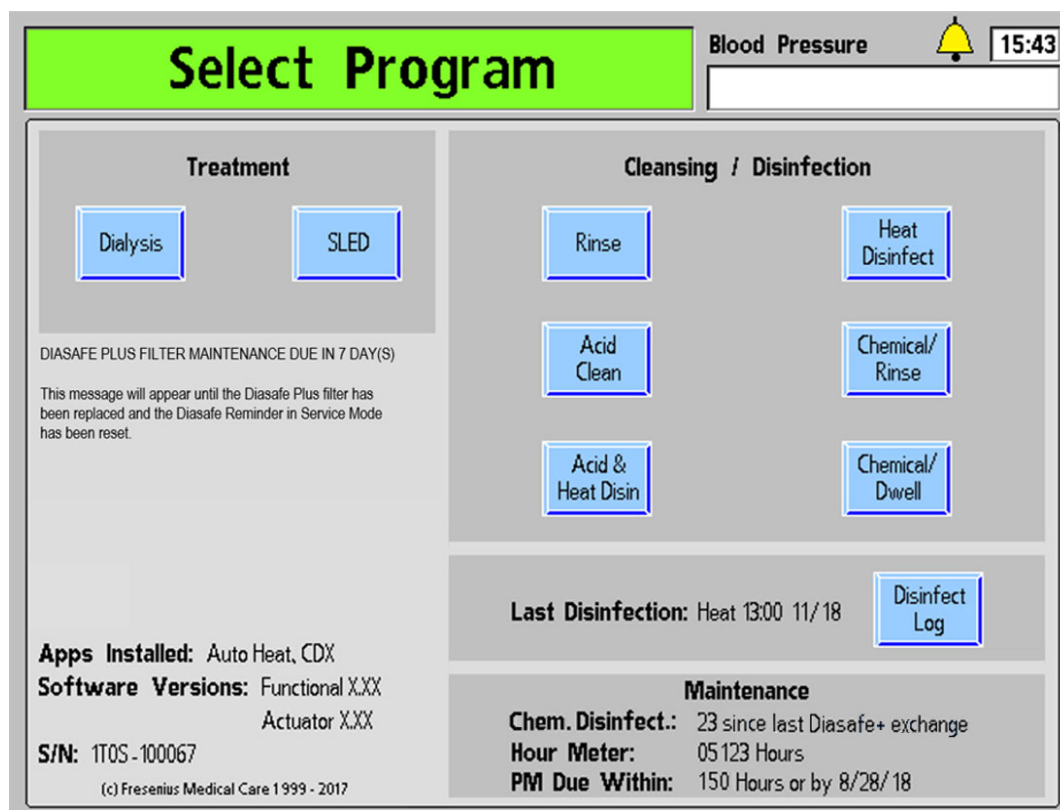 Select Program
Blood Pressure
15:43
Treatment
Dialysis
SLED
DIASAFE PLUS FILTER MAINTENANCE DUE IN 7 DAY(S)
This message will appear until the Diasafe Plus filter has
been replaced and the Diasafe Reminder in Service Mode
has been reset.
Apps Installed: Auto Heat, CDX
Software Versions: Functional X.XX
Actuator X.XX
S/N: 1T0S-100067
(c) Fresenius Medical Care 1999 - 2017
Cleansing / Disinfection
Rinse
Heat
Disinfect
Acid
Clean
Chemical/
Rinse
Acid &
Heat Disin
Chemical/
Dwell
Last Disinfection: Heat 13:00 11/18
Disinfect
Log
Maintenance
Chem. Disinfect.: 23 since last Diasafe+ exchange
Hour Meter: 05123 Hours
PM Due Within: 150 Hours or by 8/28/18